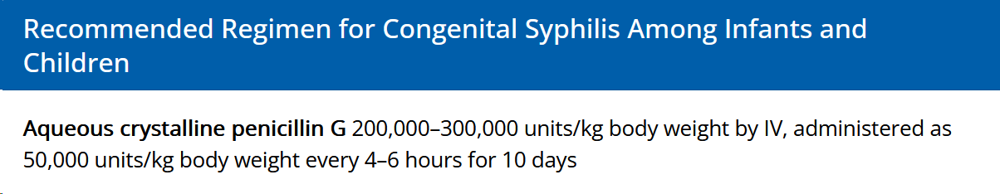 Recommended Regimen for Congenital Syphilis Among Infants and
Children
Aqueous crystalline penicillin G 200,000–300,000 units/kg body weight by IV, administered as
50,000 units/kg body weight every 4–6 hours for 10 days